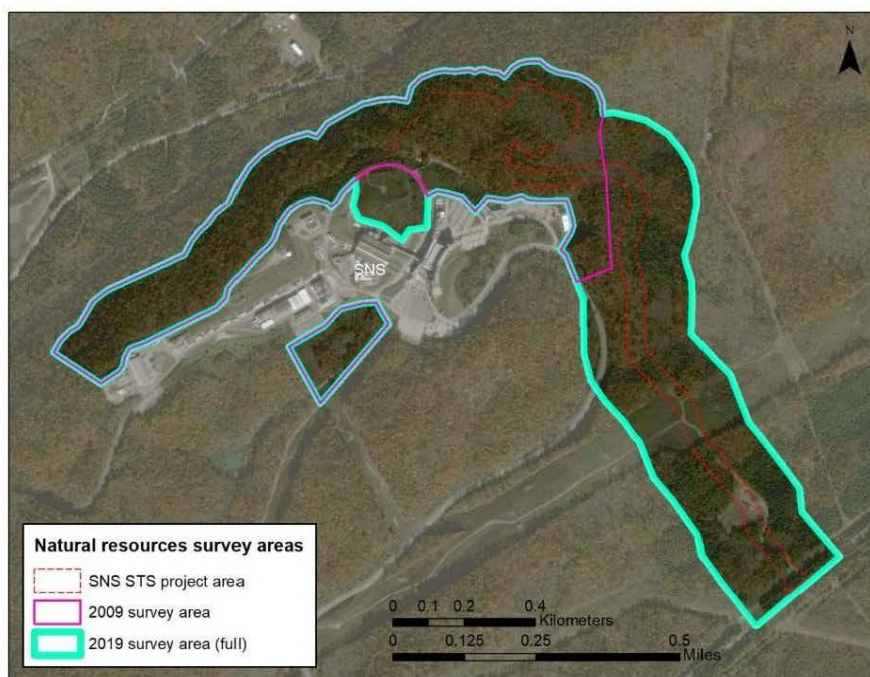 N
SNS
Natural resources survey areas
SNS STS project area
2009 survey area
2019 survey area (full)
0 0.1 0.2 0.4
Kilometers
0 0.125 0.25 0.5
Miles